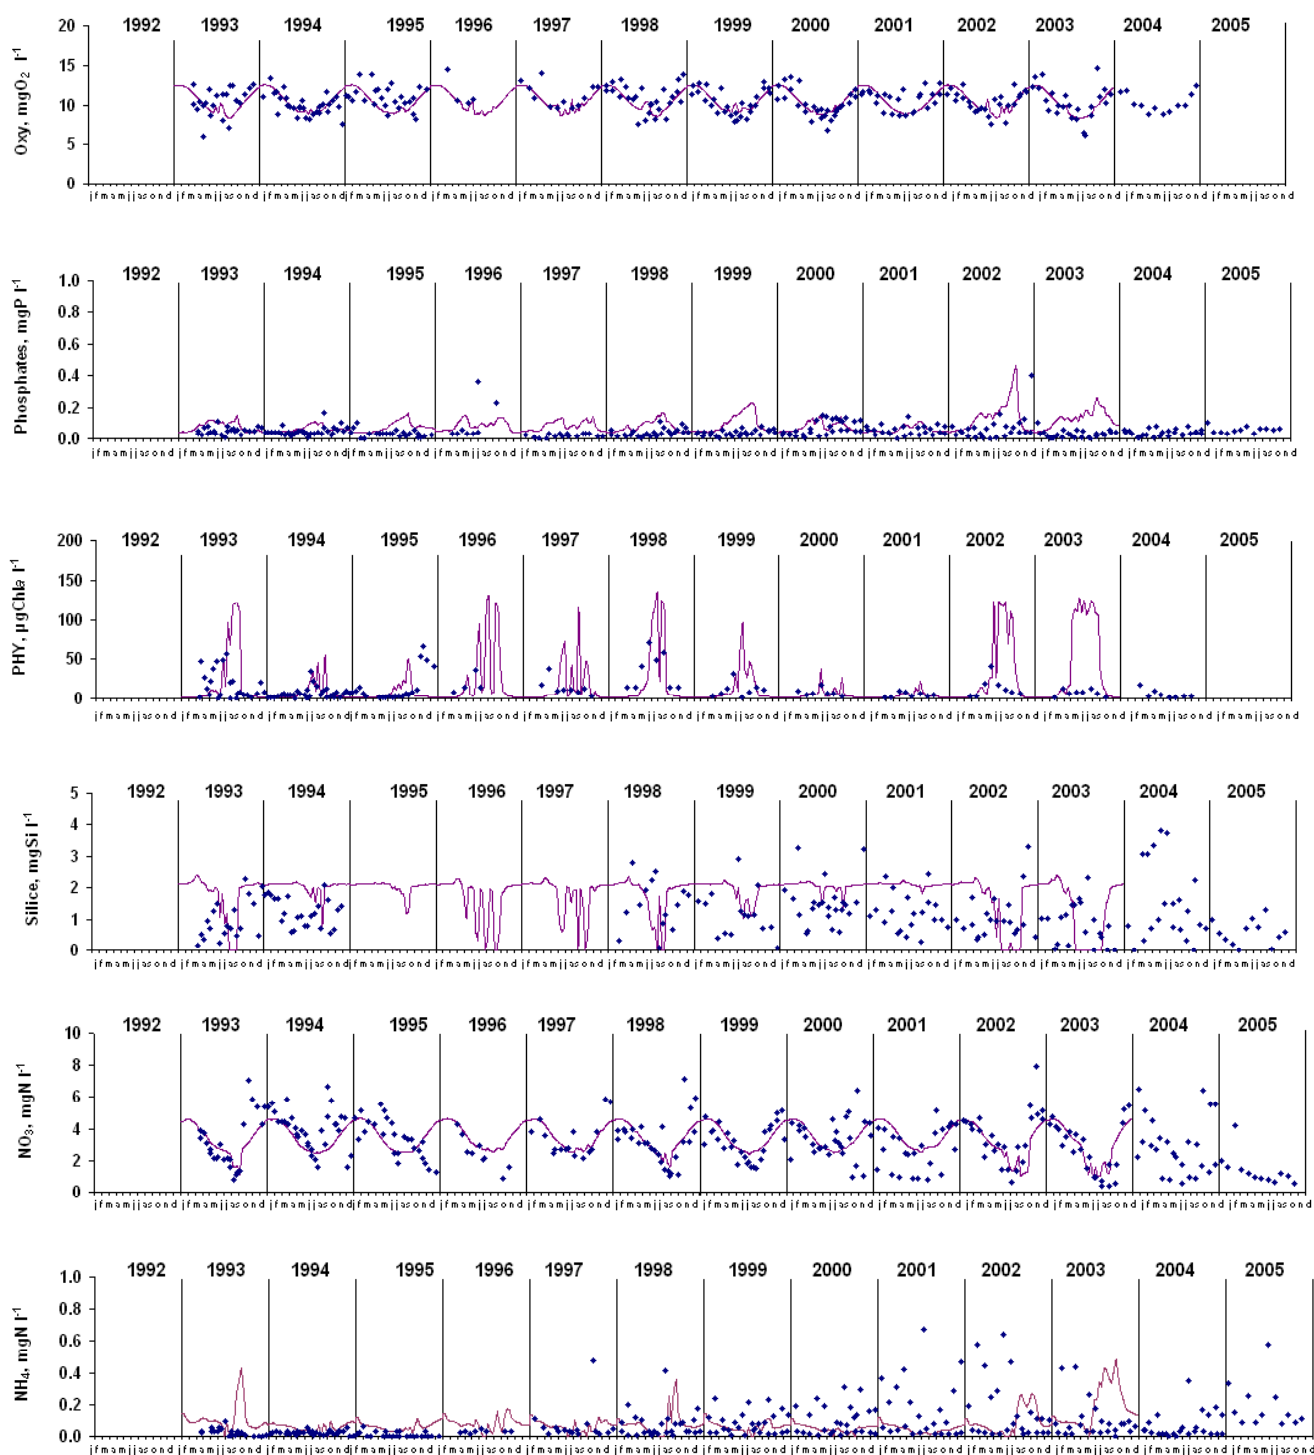 1992 1993 1994 1995 1996 1997 1998 1999 2000 2001 2002 2003 2004 2005
20
15
10
5
0
Oxy, mgO₂ l⁻¹
j f m a m j j a s o n d j f m a m j j a s o n d j f m a m j j a s o n d j f m a m j j a s o n d j f m a m j j a s o n d j f m a m j j a s o n d j f m a m j j a s o n d j f m a m j j a s o n d j f m a m j j a s o n d j f m a m j j a s o n d j f m a m j j a s o n d j f m a m j j a s o n d j f m a m j j a s o n d j f m a m j j a s o n d
1992 1993 1994 1995 1996 1997 1998 1999 2000 2001 2002 2003 2004 2005
1.0
0.8
0.6
0.4
0.2
0.0
Phosphates, mgP l⁻¹
j f m a m j j a s o n d j f m a m j j a s o n d j f m a m j j a s o n d j f m a m j j a s o n d j f m a m j j a s o n d j f m a m j j a s o n d j f m a m j j a s o n d j f m a m j j a s o n d j f m a m j j a s o n d j f m a m j j a s o n d j f m a m j j a s o n d j f m a m j j a s o n d j f m a m j j a s o n d j f m a m j j a s o n d
1992 1993 1994 1995 1996 1997 1998 1999 2000 2001 2002 2003 2004 2005
200
150
100
50
0
PHY, µgChla l⁻¹
j f m a m j j a s o n d j f m a m j j a s o n d j f m a m j j a s o n d j f m a m j j a s o n d j f m a m j j a s o n d j f m a m j j a s o n d j f m a m j j a s o n d j f m a m j j a s o n d j f m a m j j a s o n d j f m a m j j a s o n d j f m a m j j a s o n d j f m a m j j a s o n d j f m a m j j a s o n d j f m a m j j a s o n d
1992 1993 1994 1995 1996 1997 1998 1999 2000 2001 2002 2003 2004 2005
5
4
3
2
1
0
Silice, mgSi l⁻¹
j f m a m j j a s o n d j f m a m j j a s o n d j f m a m j j a s o n d j f m a m j j a s o n d j f m a m j j a s o n d j f m a m j j a s o n d j f m a m j j a s o n d j f m a m j j a s o n d j f m a m j j a s o n d j f m a m j j a s o n d j f m a m j j a s o n d j f m a m j j a s o n d j f m a m j j a s o n d j f m a m j j a s o n d
1992 1993 1994 1995 1996 1997 1998 1999 2000 2001 2002 2003 2004 2005
10
8
6
4
2
0
NO₃, mgN l⁻¹
j f m a m j j a s o n d j f m a m j j a s o n d j f m a m j j a s o n d j f m a m j j a s o n d j f m a m j j a s o n d j f m a m j j a s o n d j f m a m j j a s o n d j f m a m j j a s o n d j f m a m j j a s o n d j f m a m j j a s o n d j f m a m j j a s o n d j f m a m j j a s o n d j f m a m j j a s o n d j f m a m j j a s o n d
1992 1993 1994 1995 1996 1997 1998 1999 2000 2001 2002 2003 2004 2005
1.0
0.8
0.6
0.4
0.2
0.0
NH₄, mgN l⁻¹
j f m a m j j a s o n d j f m a m j j a s o n d j f m a m j j a s o n d j f m a m j j a s o n d j f m a m j j a s o n d j f m a m j j a s o n d j f m a m j j a s o n d j f m a m j j a s o n d j f m a m j j a s o n d j f m a m j j a s o n d j f m a m j j a s o n d j f m a m j j a s o n d j f m a m j j a s o n d j f m a m j j a s o n d